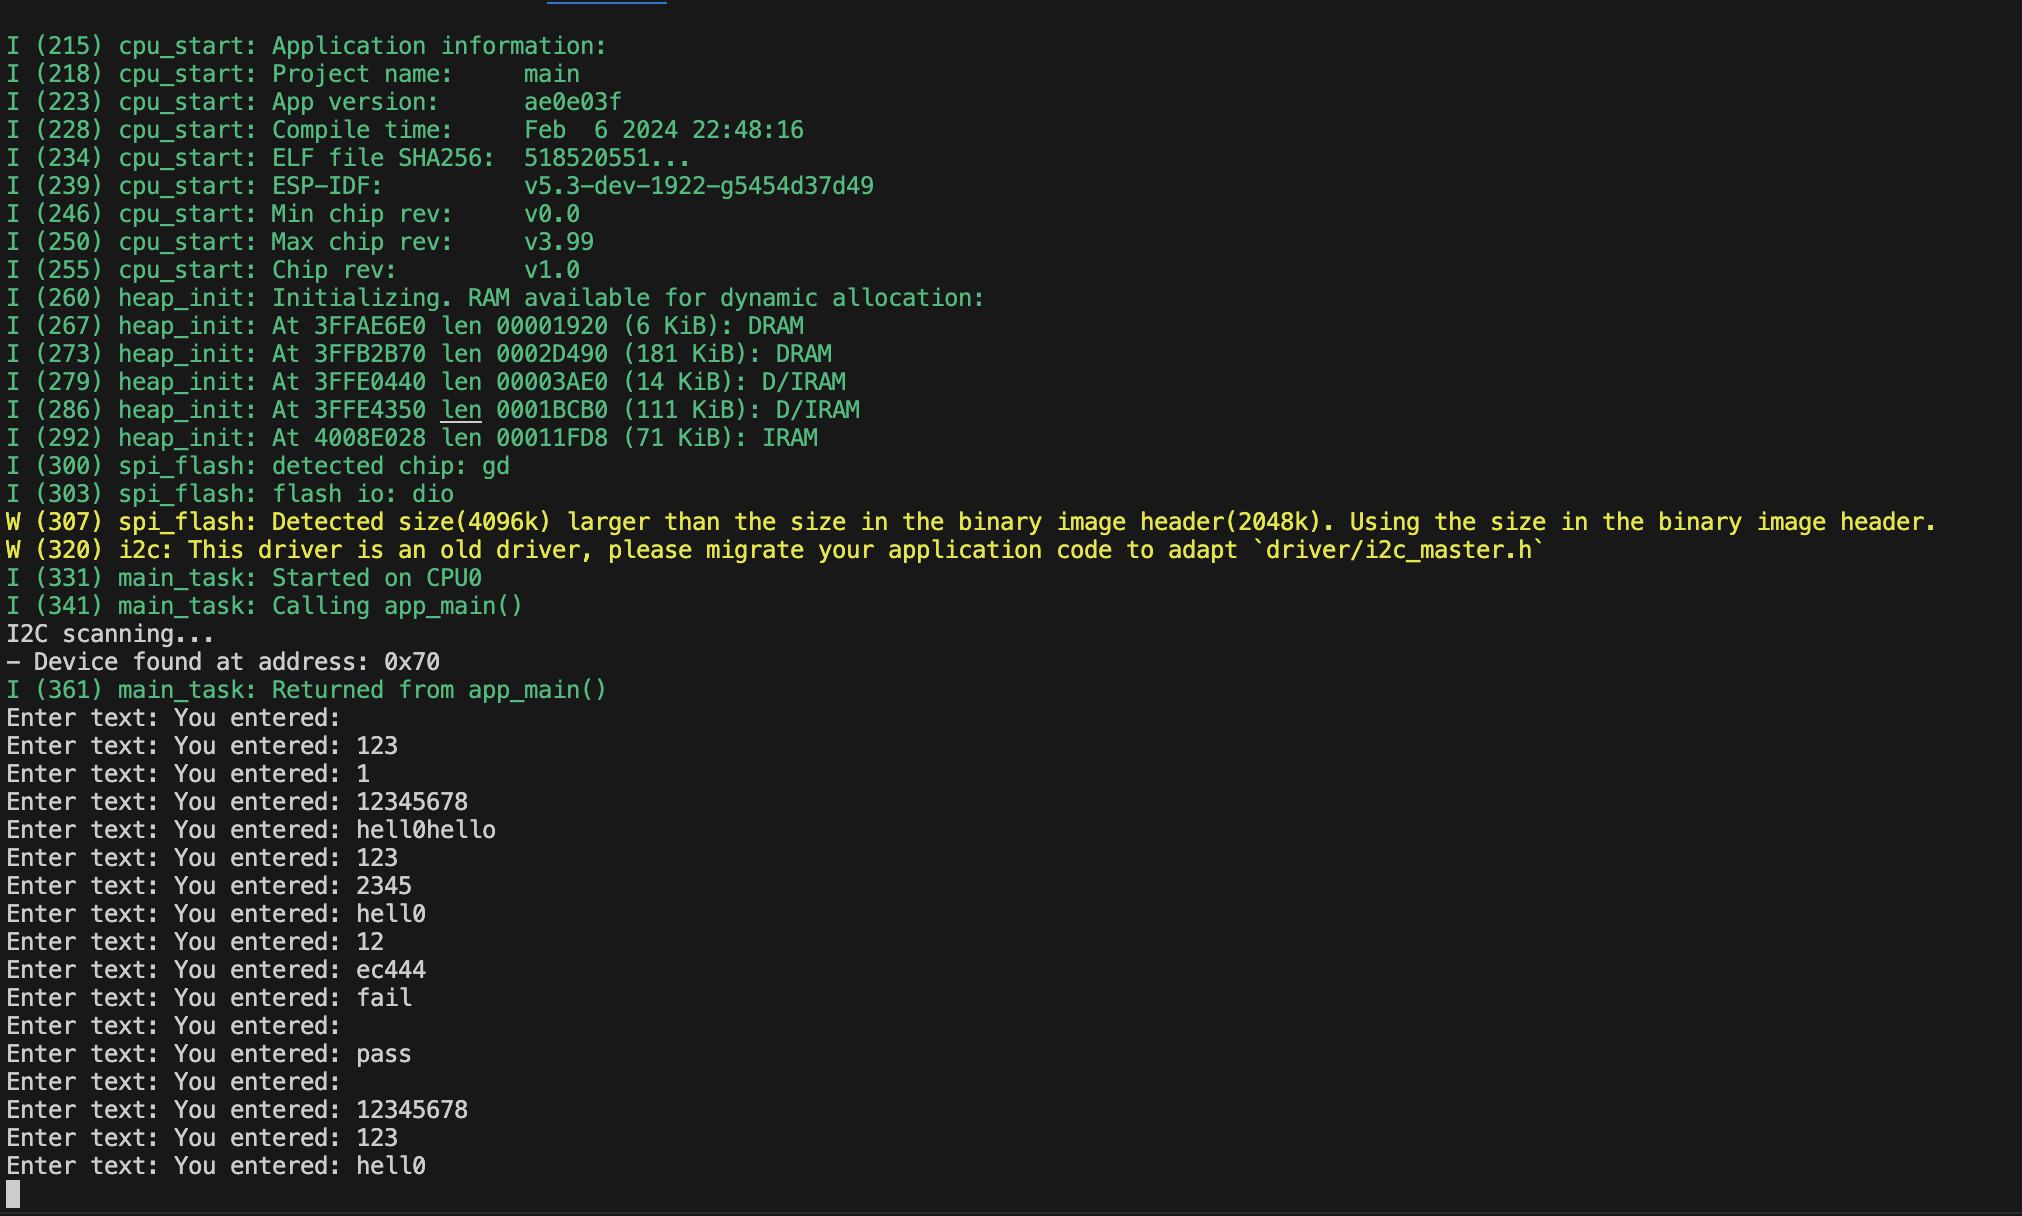 I (215) cpu_start: Application information:
I (218) cpu_start: Project name:     main
I (223) cpu_start: App version:      ae0e03f
I (228) cpu_start: Compile time:     Feb  6 2024 22:48:16
I (234) cpu_start: ELF file SHA256:  518520551...
I (239) cpu_start: ESP-IDF:          v5.3-dev-1922-g5454d37d49
I (246) cpu_start: Min chip rev:     v0.0
I (250) cpu_start: Max chip rev:     v3.99
I (255) cpu_start: Chip rev:         v1.0
I (260) heap_init: Initializing. RAM available for dynamic allocation:
I (267) heap_init: At 3FFAE6E0 len 00001920 (6 KiB): DRAM
I (273) heap_init: At 3FFB2B70 len 0002D490 (181 KiB): DRAM
I (279) heap_init: At 3FFE0440 len 00003AE0 (14 KiB): D/IRAM
I (286) heap_init: At 3FFE4350 len 0001BCB0 (111 KiB): D/IRAM
I (292) heap_init: At 4008E028 len 00011FD8 (71 KiB): IRAM
I (300) spi_flash: detected chip: gd
I (303) spi_flash: flash io: dio
W (307) spi_flash: Detected size(4096k) larger than the size in the binary image header(2048k). Using the size in the binary image header.
W (320) i2c: This driver is an old driver, please migrate your application code to adapt `driver/i2c_master.h`
I (331) main_task: Started on CPU0
I (341) main_task: Calling app_main()
I2C scanning...
- Device found at address: 0x70
I (361) main_task: Returned from app_main()
Enter text: You entered:
Enter text: You entered: 123
Enter text: You entered: 1
Enter text: You entered: 12345678
Enter text: You entered: hell0hello
Enter text: You entered: 123
Enter text: You entered: 2345
Enter text: You entered: hell0
Enter text: You entered: 12
Enter text: You entered: ec444
Enter text: You entered: fail
Enter text: You entered:
Enter text: You entered: pass
Enter text: You entered:
Enter text: You entered: 12345678
Enter text: You entered: 123
Enter text: You entered: hell0